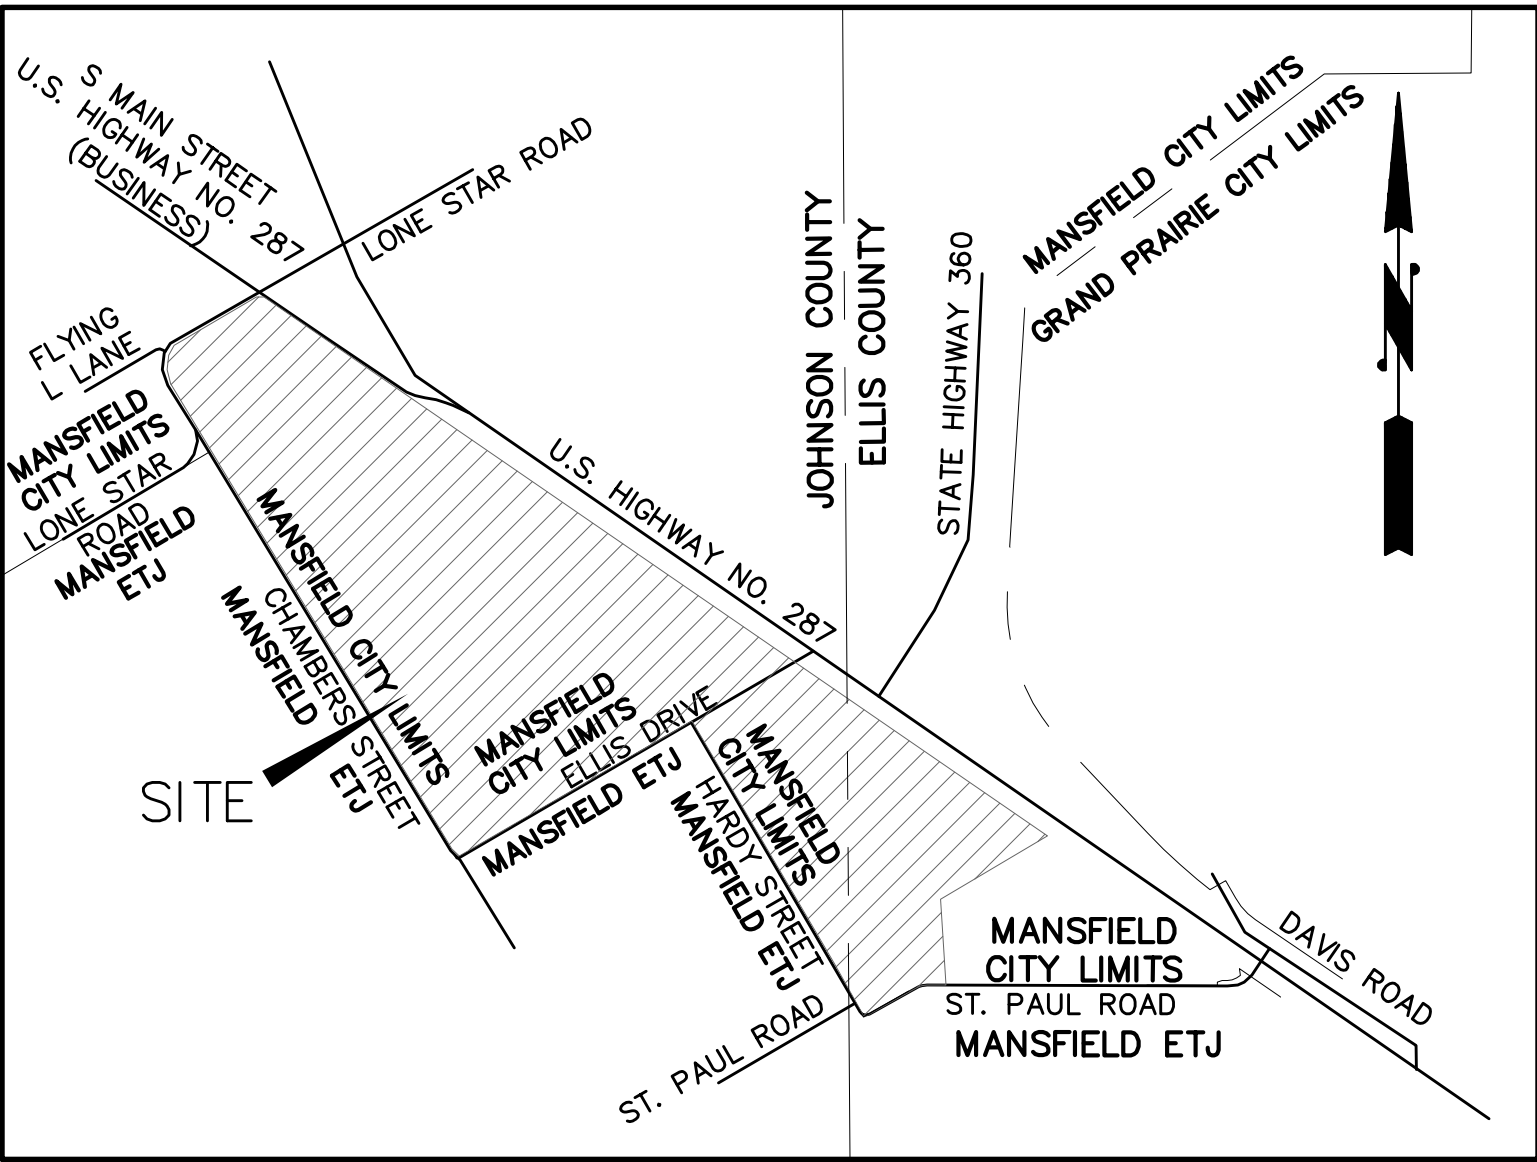 S MAIN STREET
U.S. HIGHWAY NO. 287
(BUSINESS)
LONE STAR ROAD
FLYING
L LANE
MANSFIELD
CITY LIMITS
LONE STAR
ROAD
MANSFIELD
ETJ
MANSFIELD CITY LIMITS
CHAMBERS STREET
MANSFIELD ETJ
SITE
U.S. HIGHWAY NO. 287
JOHNSON COUNTY
ELLIS COUNTY
STATE HIGHWAY 360
MANSFIELD CITY LIMITS
GRAND PRAIRIE CITY LIMITS
N
MANSFIELD
CITY LIMITS
ELLIS DRIVE
MANSFIELD ETJ
MANSFIELD
CITY LIMITS
HARDY STREET
MANSFIELD ETJ
MANSFIELD
CITY LIMITS
ST. PAUL ROAD
MANSFIELD ETJ
ST. PAUL ROAD
DAVIS ROAD